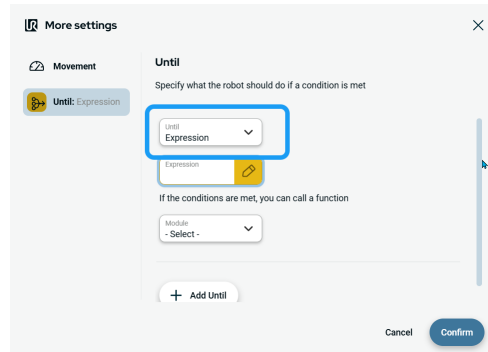 More settings
Movement
Until: Expression
Until
Specify what the robot should do if a condition is met
Until
Expression
Expression
If the conditions are met, you can call a function
Module
- Select -
+ Add Until
Cancel
Confirm